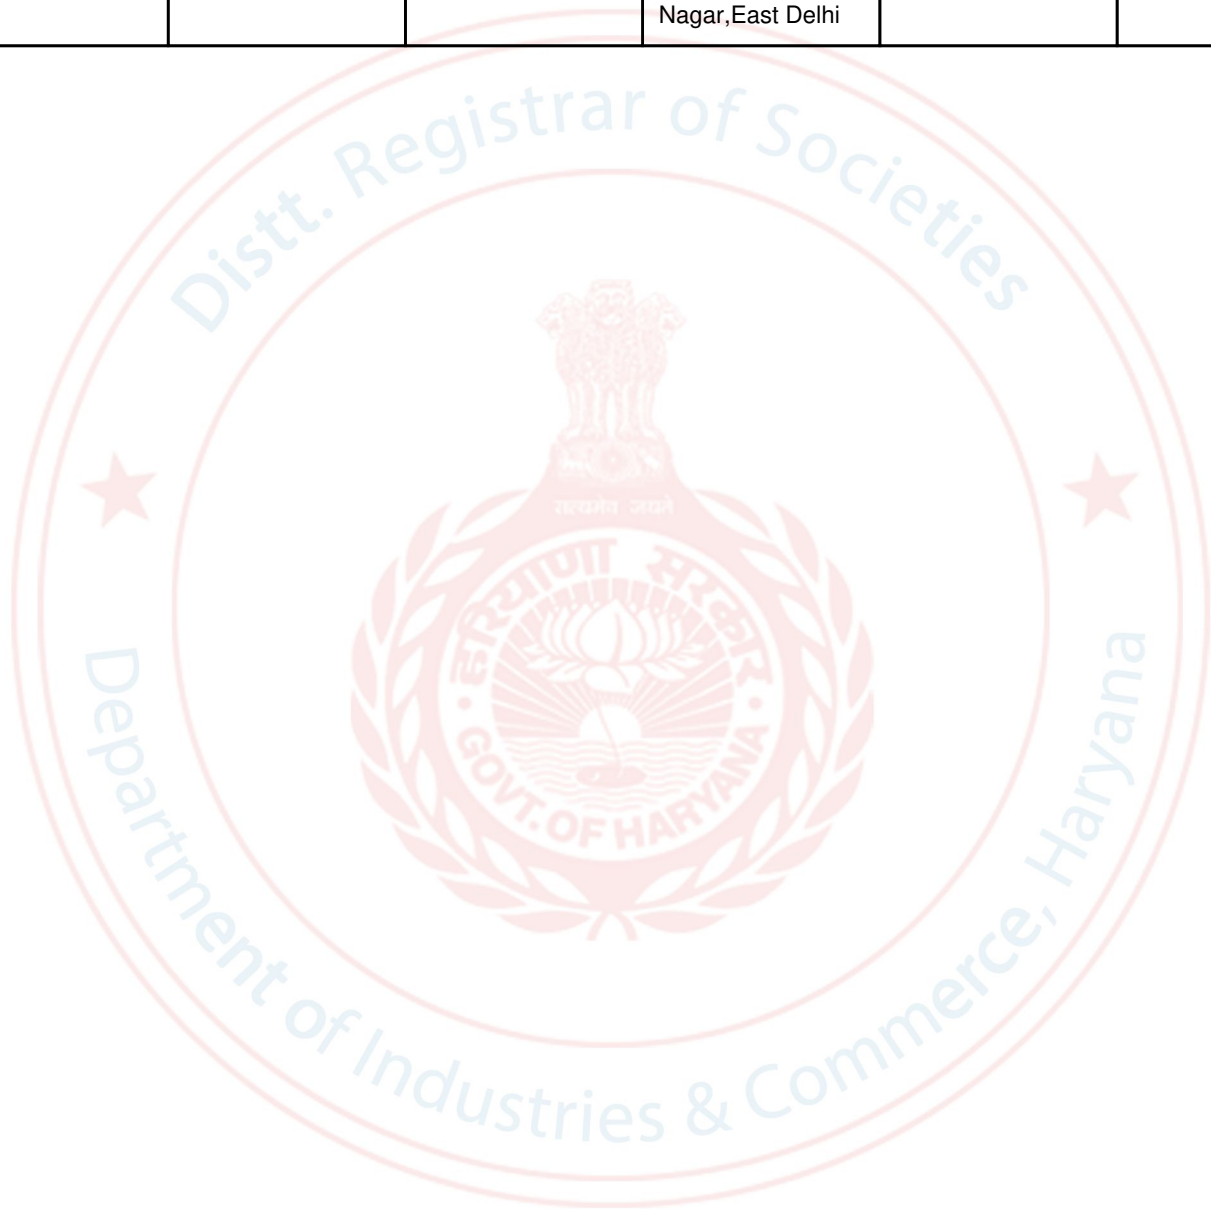 Nagar,East Delhi
Distt. Registrar of Societies
सत्यमेव जयते
हरियाणा सरकार
GOVT. OF HARYANA
Department of Industries & Commerce, Haryana